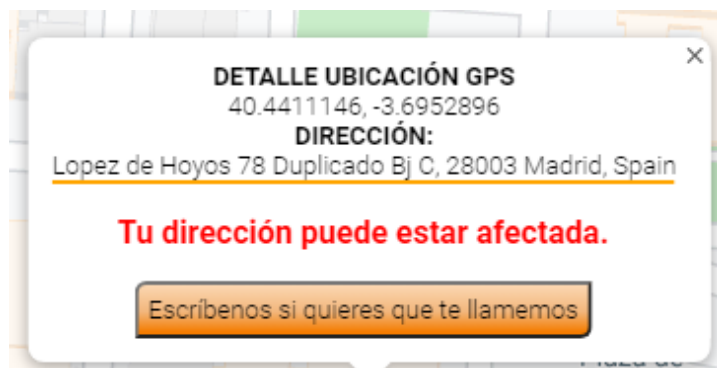 ×
DETALLE UBICACIÓN GPS
40.4411146, -3.6952896
DIRECCIÓN:
Lopez de Hoyos 78 Duplicado Bj C, 28003 Madrid, Spain
Tu dirección puede estar afectada.
Escríbenos si quieres que te llamemos